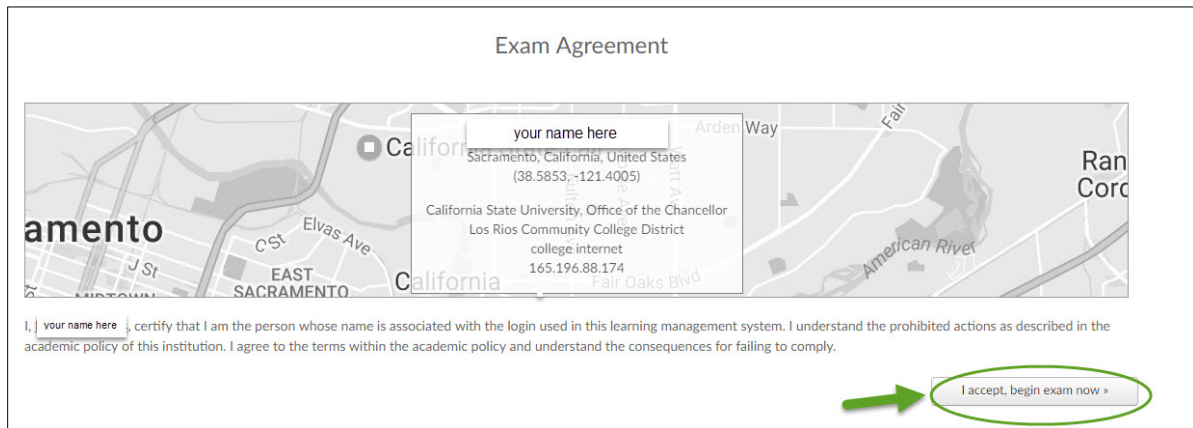 Exam Agreement
your name here
Sacramento, California, United States
(38.5853, -121.4005)
California State University, Office of the Chancellor
Los Rios Community College District
college internet
165.196.88.174
Arden Way
Fair
Ran
Cord
amento
C St
Elvas Ave
J St
EAST
SACRAMENTO
MIDTOWN
California
Fair Oaks Blvd
American River
I, your name here, certify that I am the person whose name is associated with the login used in this learning management system. I understand the prohibited actions as described in the
academic policy of this institution. I agree to the terms within the academic policy and understand the consequences for failing to comply.
I accept, begin exam now »